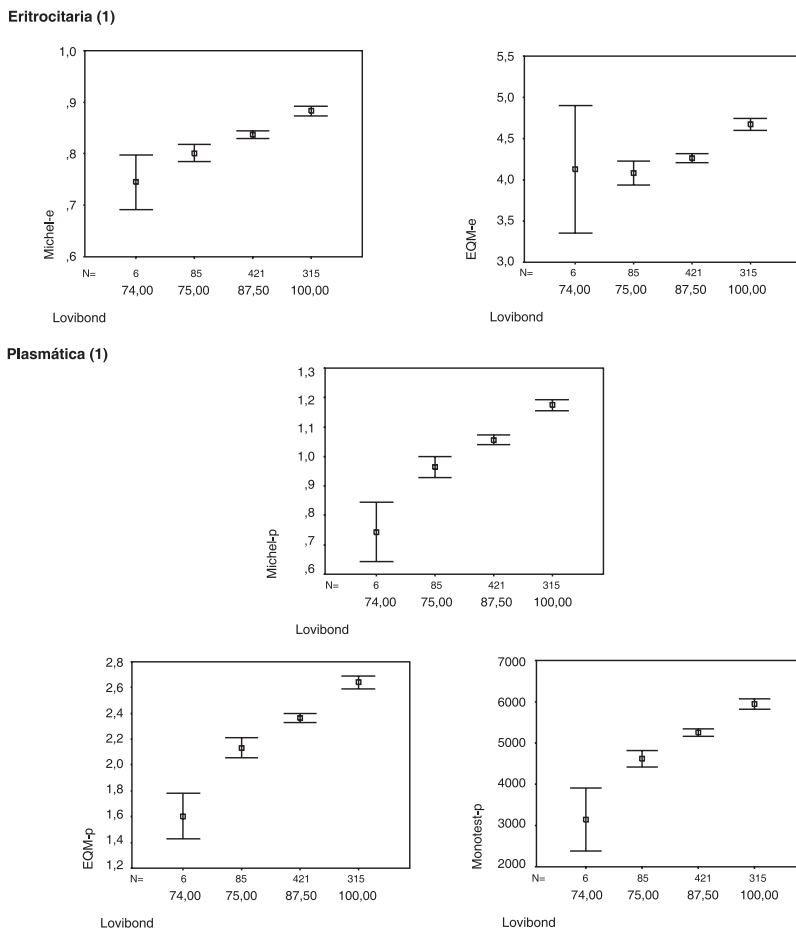 Eritrocitaria (1)
1,0
,9
,8
,7
,6
Michel-e
N= 6 85 421 315
74,00 75,00 87,50 100,00
Lovibond
5,5
5,0
4,5
4,0
3,5
3,0
EQM-e
N= 6 85 421 315
74,00 75,00 87,50 100,00
Lovibond
Plasmática (1)
1,3
1,2
1,1
1,0
,9
,8
,7
,6
Michel-p
N= 6 85 421 315
74,00 75,00 87,50 100,00
Lovibond
2,8
2,6
2,4
2,2
2,0
1,8
1,6
1,4
1,2
EQM-p
N= 6 85 421 315
74,00 75,00 87,50 100,00
Lovibond
7000
6000
5000
4000
3000
2000
Monotest-p
N= 6 85 421 315
74,00 75,00 87,50 100,00
Lovibond